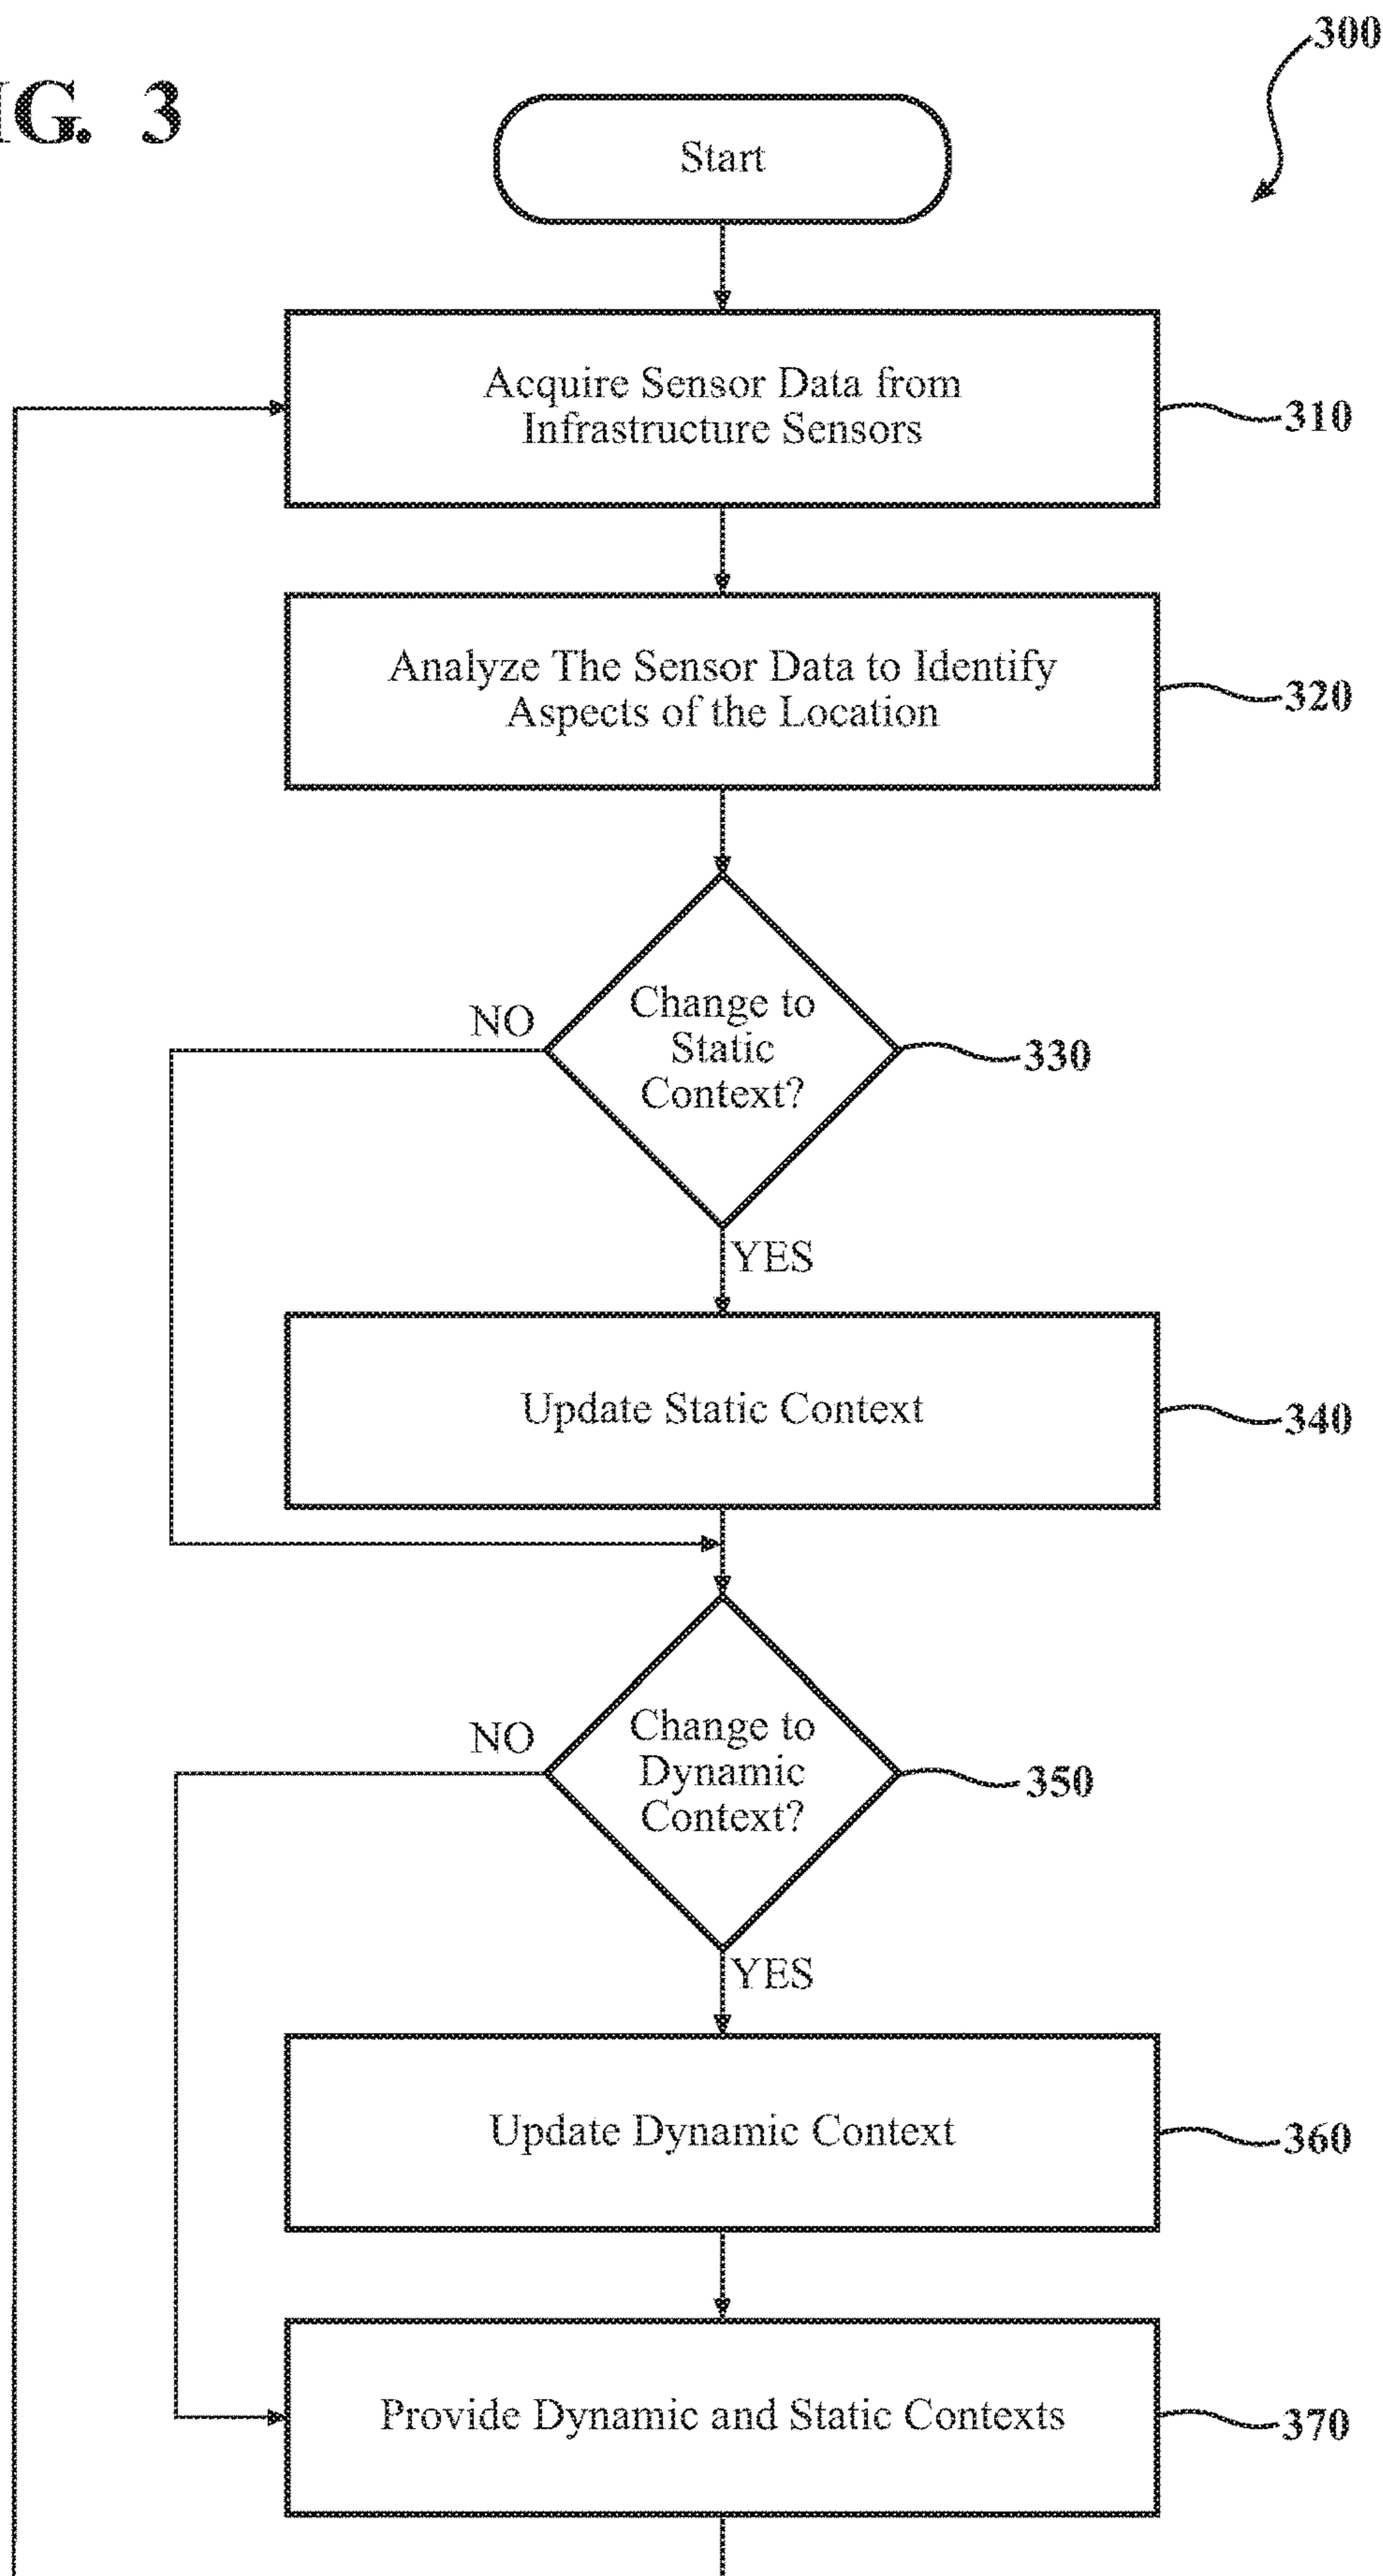 IG. 3
300
Start
Acquire Sensor Data from
Infrastructure Sensors
310
Analyze The Sensor Data to Identify
Aspects of the Location
320
Change to
Static
Context?
NO
330
YES
Update Static Context
340
Change to
Dynamic
Context?
NO
350
YES
Update Dynamic Context
360
Provide Dynamic and Static Contexts
370